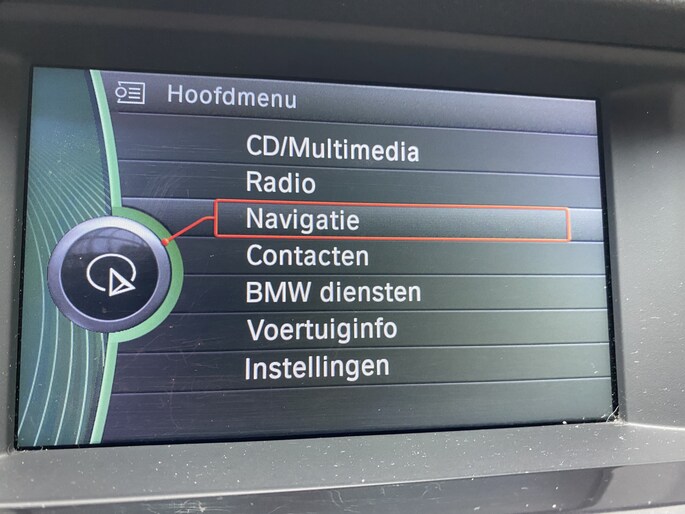 Hoofdmenu
CD/Multimedia
Radio
Navigatie
Contacten
BMW diensten
Voertuiginfo
Instellingen